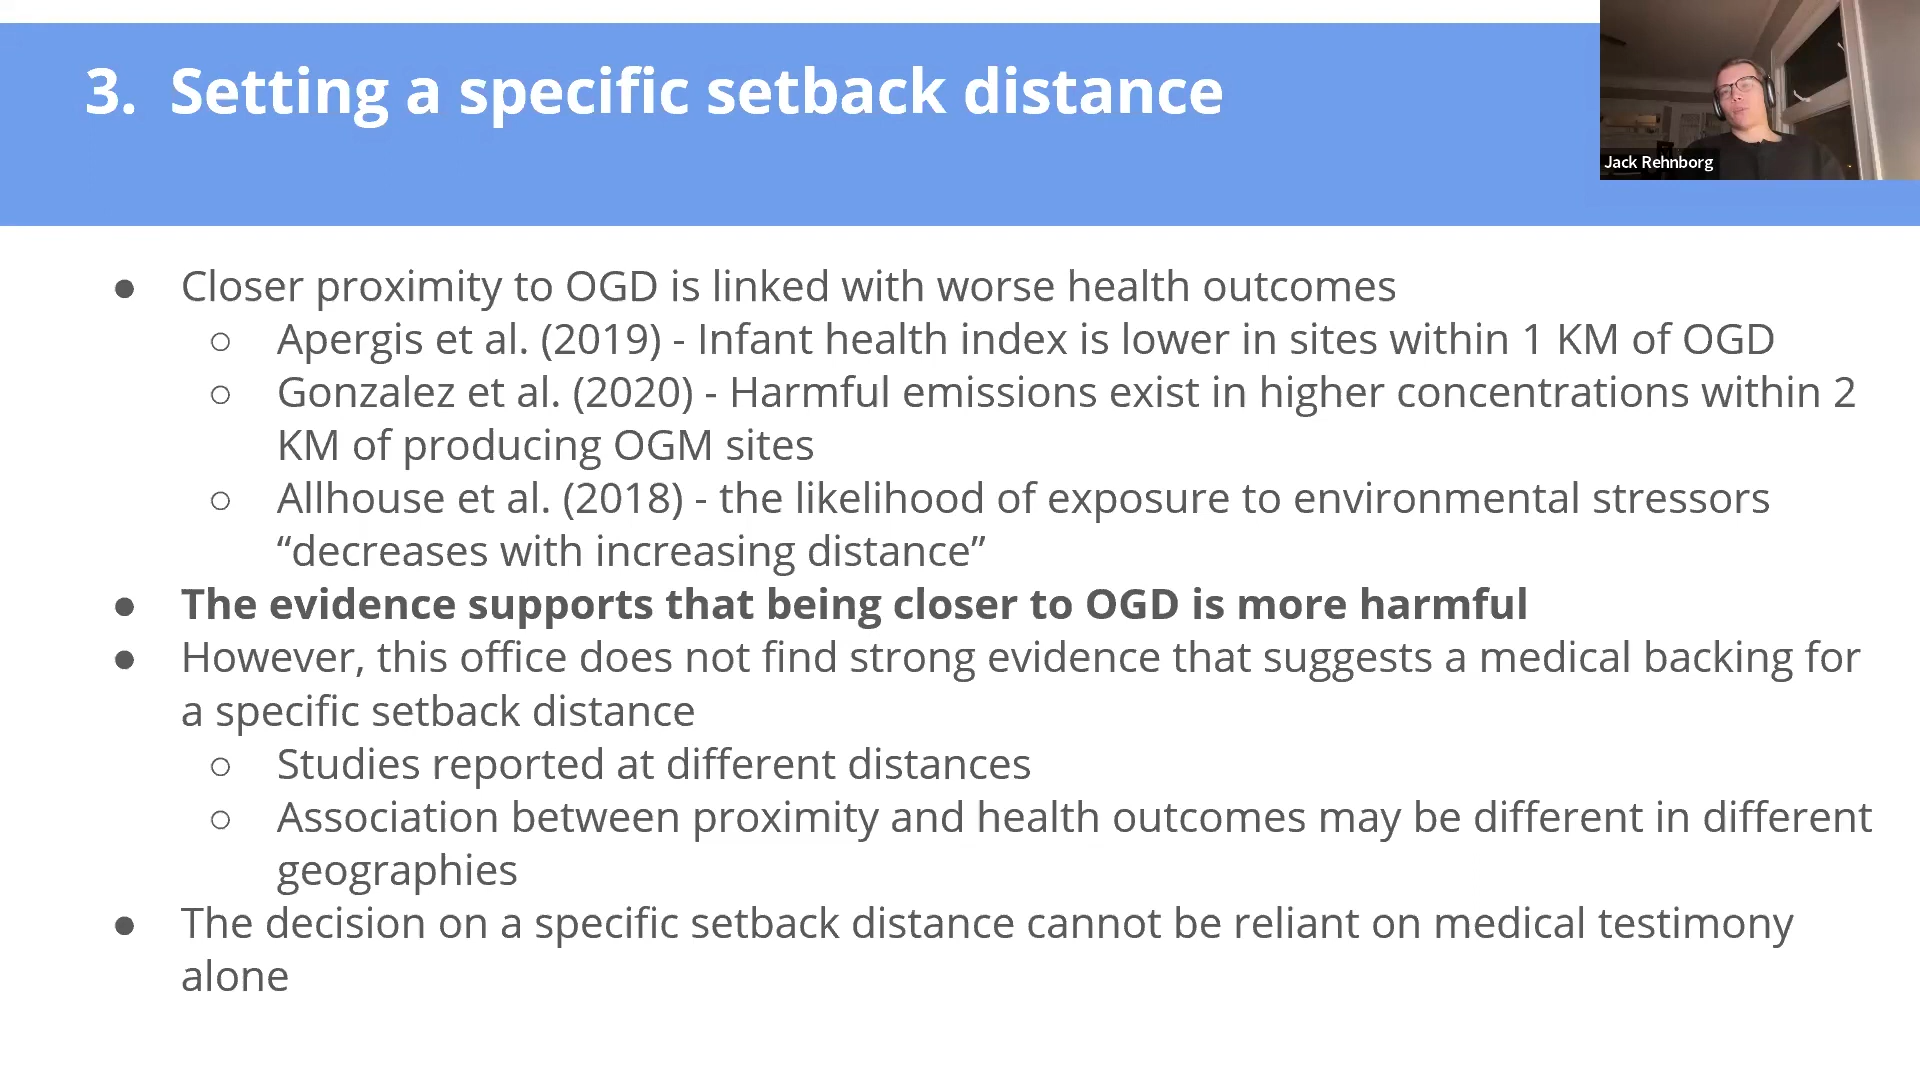 3. Setting a specific setback distance
Jack Rehnborg
● Closer proximity to OGD is linked with worse health outcomes
○ Apergis et al. (2019) - Infant health index is lower in sites within 1 KM of OGD
○ Gonzalez et al. (2020) - Harmful emissions exist in higher concentrations within 2
KM of producing OGM sites
○ Allhouse et al. (2018) - the likelihood of exposure to environmental stressors
“decreases with increasing distance”
● The evidence supports that being closer to OGD is more harmful
● However, this office does not find strong evidence that suggests a medical backing for
a specific setback distance
○ Studies reported at different distances
○ Association between proximity and health outcomes may be different in different
geographies
● The decision on a specific setback distance cannot be reliant on medical testimony
alone